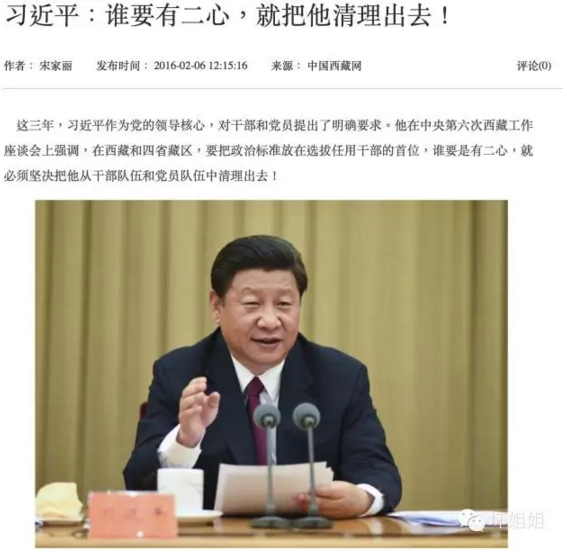 习近平：谁要有二心，就把他清理出去！
作者： 宋家丽 发布时间： 2016-02-06 12:15:16 来源： 中国西藏网 评论(0)
这三年，习近平作为党的领导核心，对干部和党员提出了明确要求。他在中央第六次西藏工作
座谈会上强调，在西藏和四省藏区，要把政治标准放在选拔任用干部的首位，谁要是有二心，就
必须坚决把他从干部队伍和党员队伍中清理出去！
姐姐